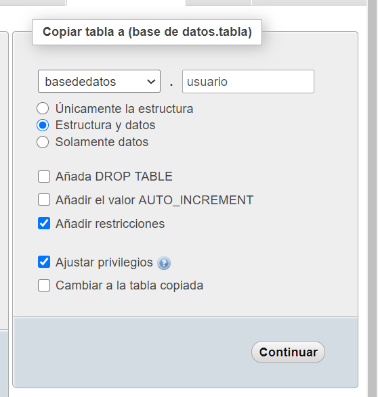 Copiar tabla a (base de datos.tabla)
basededatos . usuario
Únicamente la estructura
Estructura y datos
Solamente datos
Añada DROP TABLE
Añadir el valor AUTO_INCREMENT
Añadir restricciones
Ajustar privilegios ?
Cambiar a la tabla copiada
Continuar